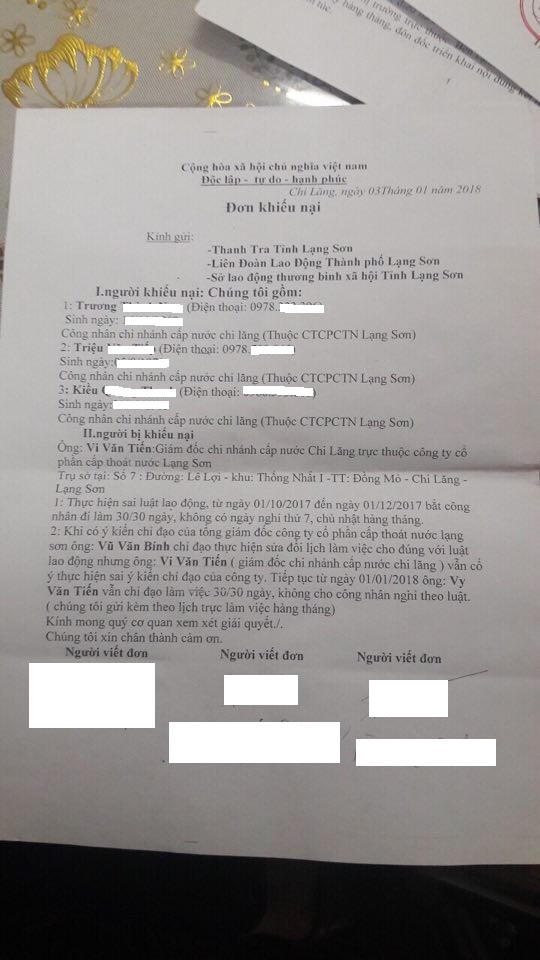 trường trực thuộc. Ban
hàng tháng, đôn đốc triển khai nội dung
Cộng hòa xã hội chủ nghĩa việt nam
Độc lập - tự do - hạnh phúc
Chi Lăng, ngày 03Tháng 01 năm 2018
Đơn khiếu nại
Kính gửi:
-Thanh Tra Tỉnh Lạng Sơn
-Liên Đoàn Lao Động Thành phố Lạng Sơn
-Sở lao động thương binh xã hội Tỉnh Lạng Sơn
I.người khiếu nại: Chúng tôi gồm:
1: Trương (Điện thoại: 0978.
Sinh ngày:
Công nhân chi nhánh cấp nước chi lăng (Thuộc CTCPCTN Lạng Sơn)
2: Triệu (Điện thoại: 0978.
Sinh ngày:
Công nhân chi nhánh cấp nước chi lăng (Thuộc CTCPCTN Lạng Sơn)
3: Kiều (Điện thoại:
Sinh ngày:
Công nhân chi nhánh cấp nước chi lăng (Thuộc CTCPCTN Lạng Sơn)
II.người bị khiếu nại
Ông: Vi Văn Tiến:Giám đốc chi nhánh cấp nước Chi Lăng trực thuộc công ty cổ
phần cấp thoát nước Lạng Sơn
Trụ sở tại: Số 7 : Đường: Lê Lợi - khu: Thống Nhất I -TT: Đồng Mỏ - Chi Lăng -
Lạng Sơn
1: Thực hiện sai luật lao động, từ ngày 01/10/2017 đến ngày 01/12/2017 bắt công
nhân đi làm 30/30 ngày, không có ngày nghỉ thứ 7, chủ nhật hàng tháng.
2: Khi có ý kiến chỉ đạo của tổng giám đốc công ty cổ phần cấp thoát nước lạng
sơn ông: Vũ Văn Bính chỉ đạo thực hiện sửa đổi lịch làm việc cho đúng với luật
lao động nhưng ông: Vi Văn Tiến ( giám đốc chi nhánh cấp nước chi lăng ) vẫn cố
ý thực hiện sai ý kiến chỉ đạo của công ty. Tiếp tục từ ngày 01/01/2018 ông: Vy
Văn Tiến vẫn chỉ đạo làm việc 30/30 ngày, không cho công nhân nghỉ theo luật.
( chúng tôi gửi kèm theo lịch trực làm việc hàng tháng)
Kính mong quý cơ quan xem xét giải quyết./.
Chúng tôi xin chân thành cảm ơn.
Người viết đơn Người viết đơn Người viết đơn